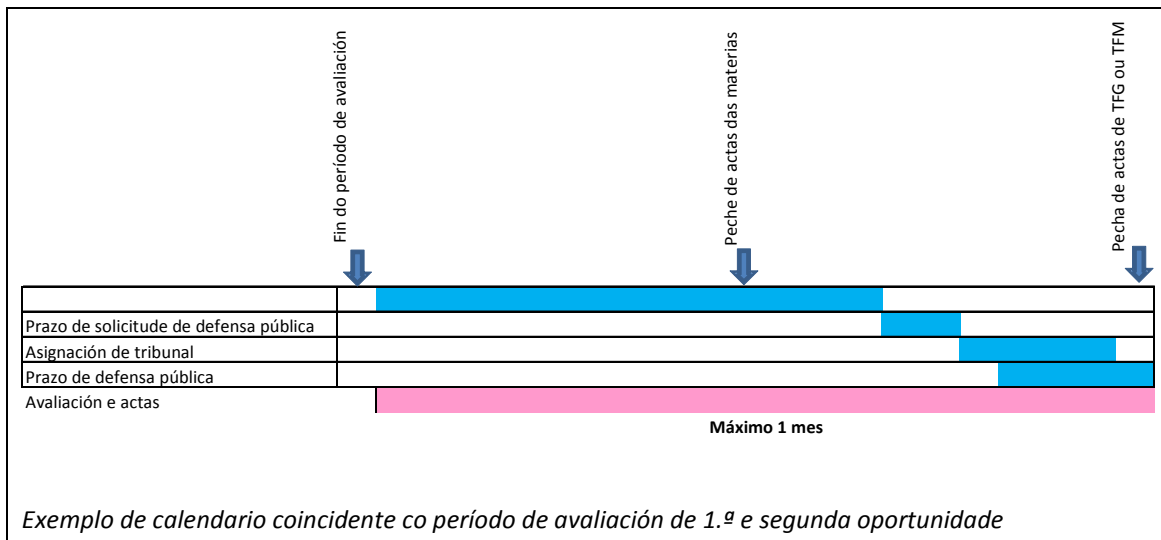 Fin do período de avaliación
Peche de actas das materias
Pecha de actas de TFG ou TFM
Prazo de solicitude de defensa pública
Asignación de tribunal
Prazo de defensa pública
Avaliación e actas
Máximo 1 mes
Exemplo de calendario coincidente co período de avaliación de 1.ª e segunda oportunidade